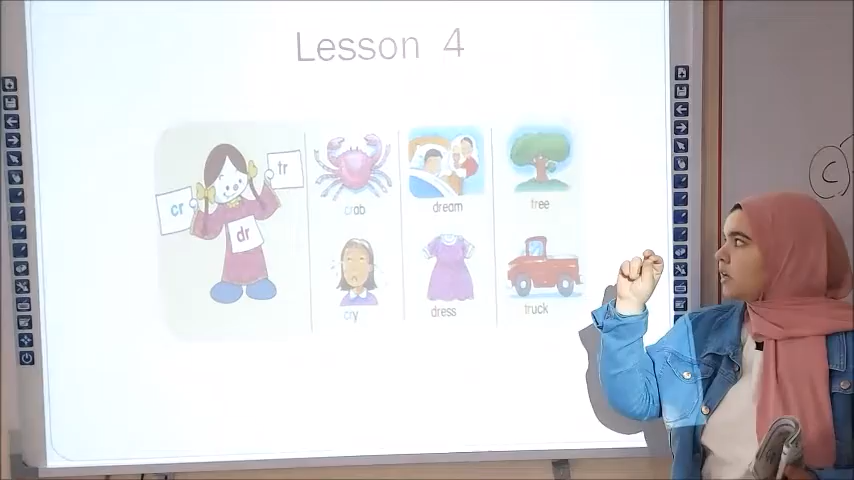 Lesson 4
tr
cr
dr
crab
dream
tree
cry
dress
truck
C